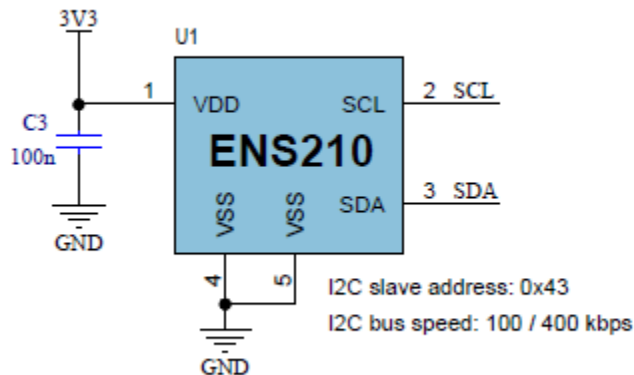 3V3
U1
1
VDD
SCL
2 SCL
C3
100n
ENS210
VSS
VSS
SDA
3 SDA
GND
4
5
I2C slave address: 0x43
I2C bus speed: 100 / 400 kbps
GND